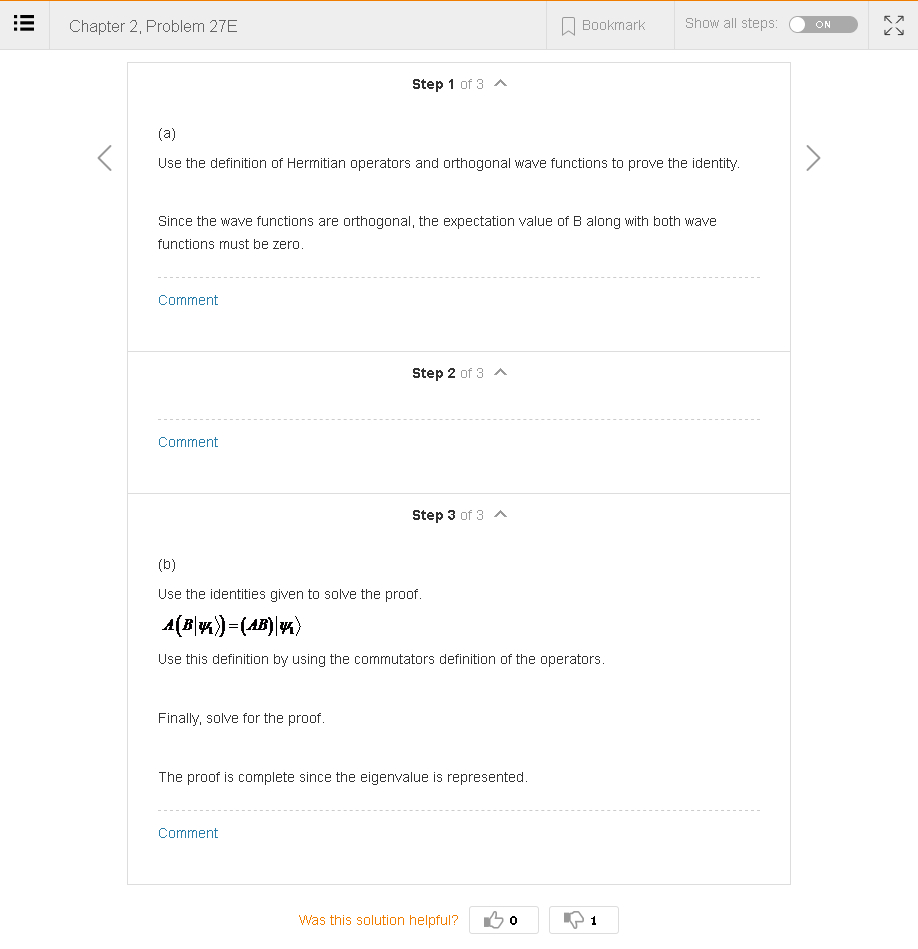 Chapter 2, Problem 27E
Bookmark
Show all steps: ON
Step 1 of 3
(a)
Use the definition of Hermitian operators and orthogonal wave functions to prove the identity.
Since the wave functions are orthogonal, the expectation value of B along with both wave
functions must be zero.
Comment
Step 2 of 3
Comment
Step 3 of 3
(b)
Use the identities given to solve the proof.
A(B|ψ₁⟩)=(AB)|ψ₁⟩
Use this definition by using the commutators definition of the operators.
Finally, solve for the proof.
The proof is complete since the eigenvalue is represented.
Comment
Was this solution helpful? 0 1